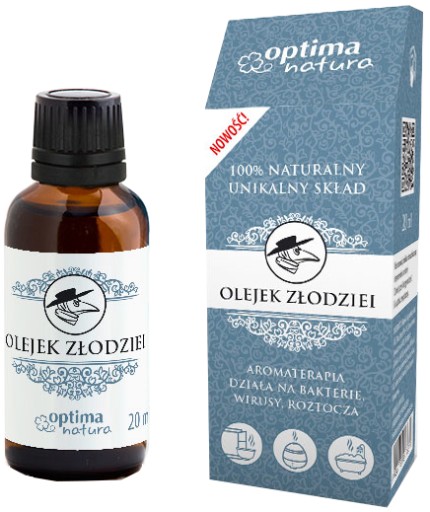 OLEJEK ZŁODZIEI
optima
natura
20 m
optima
natura
NOWOŚĆ!
100% NATURALNY
UNIKALNY SKŁAD
OLEJEK ZŁODZIEI
AROMATERAPIA
DZIAŁA NA BAKTERIE,
WIRUSY, ROZTOCZA
20 ml